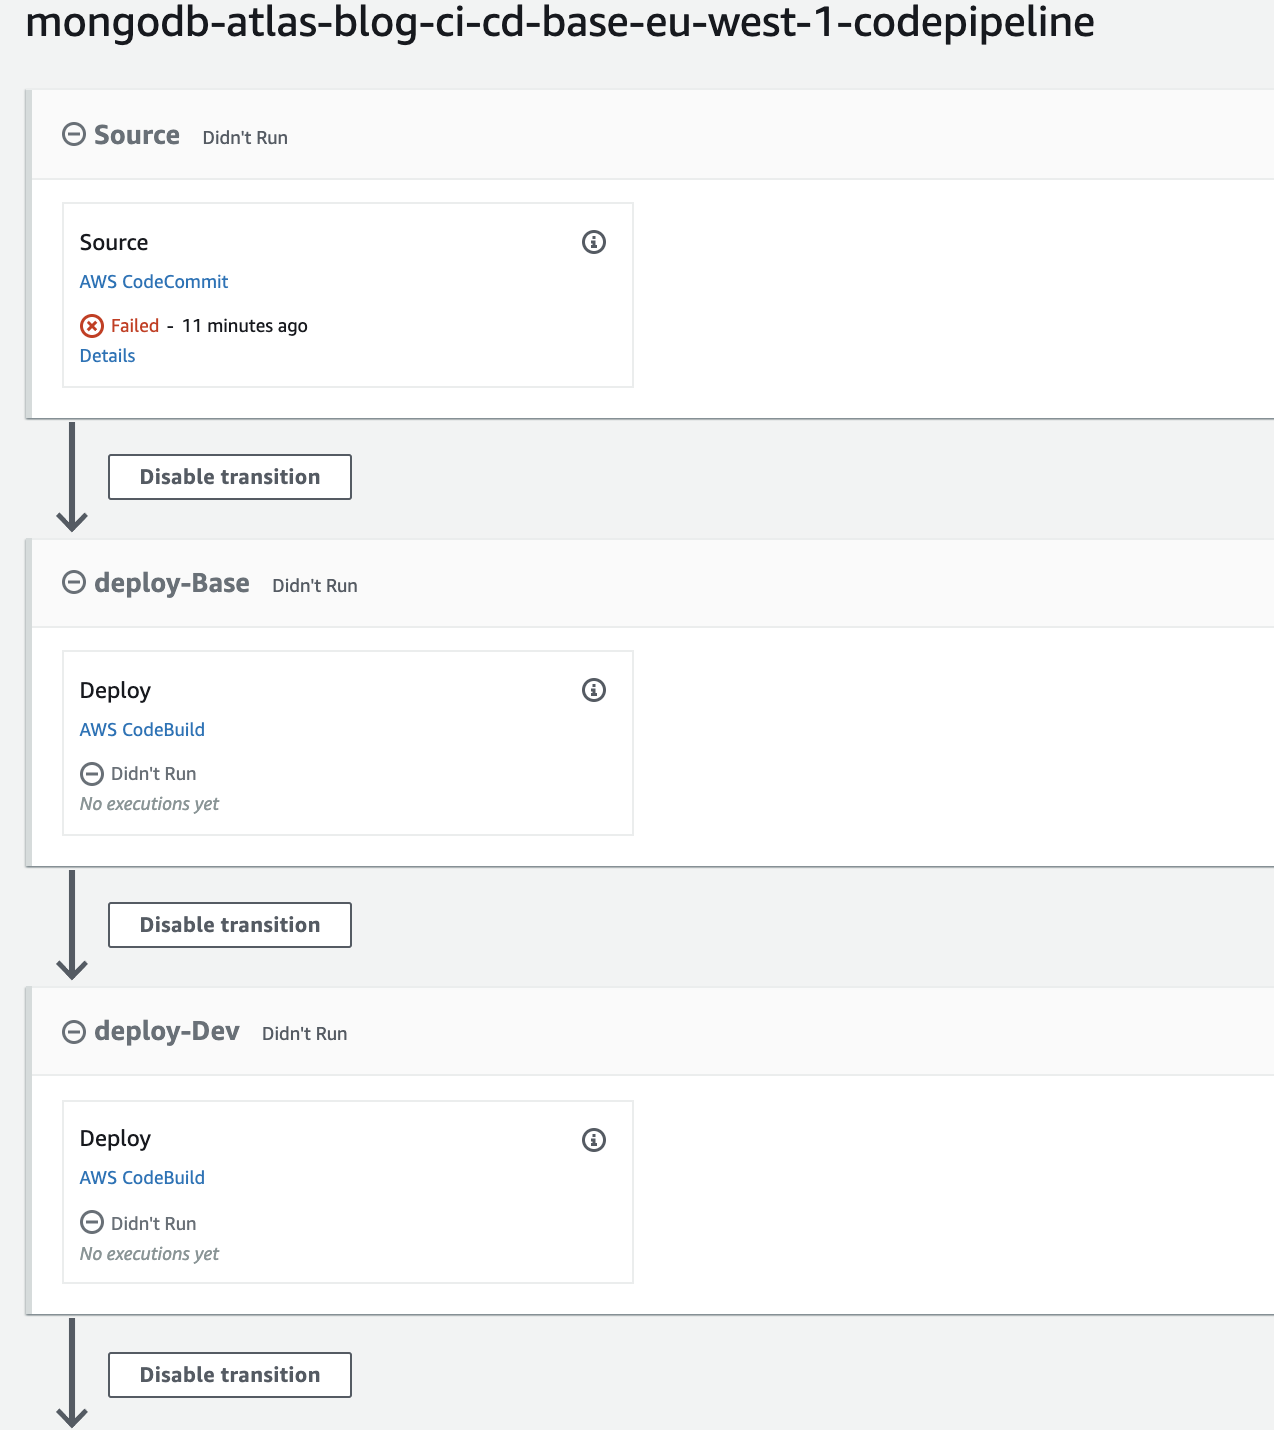 mongodb-atlas-blog-ci-cd-base-eu-west-1-codepipeline
Source Didn't Run
Source
AWS CodeCommit
Failed - 11 minutes ago
Details
Disable transition
deploy-Base Didn't Run
Deploy
AWS CodeBuild
Didn't Run
No executions yet
Disable transition
deploy-Dev Didn't Run
Deploy
AWS CodeBuild
Didn't Run
No executions yet
Disable transition